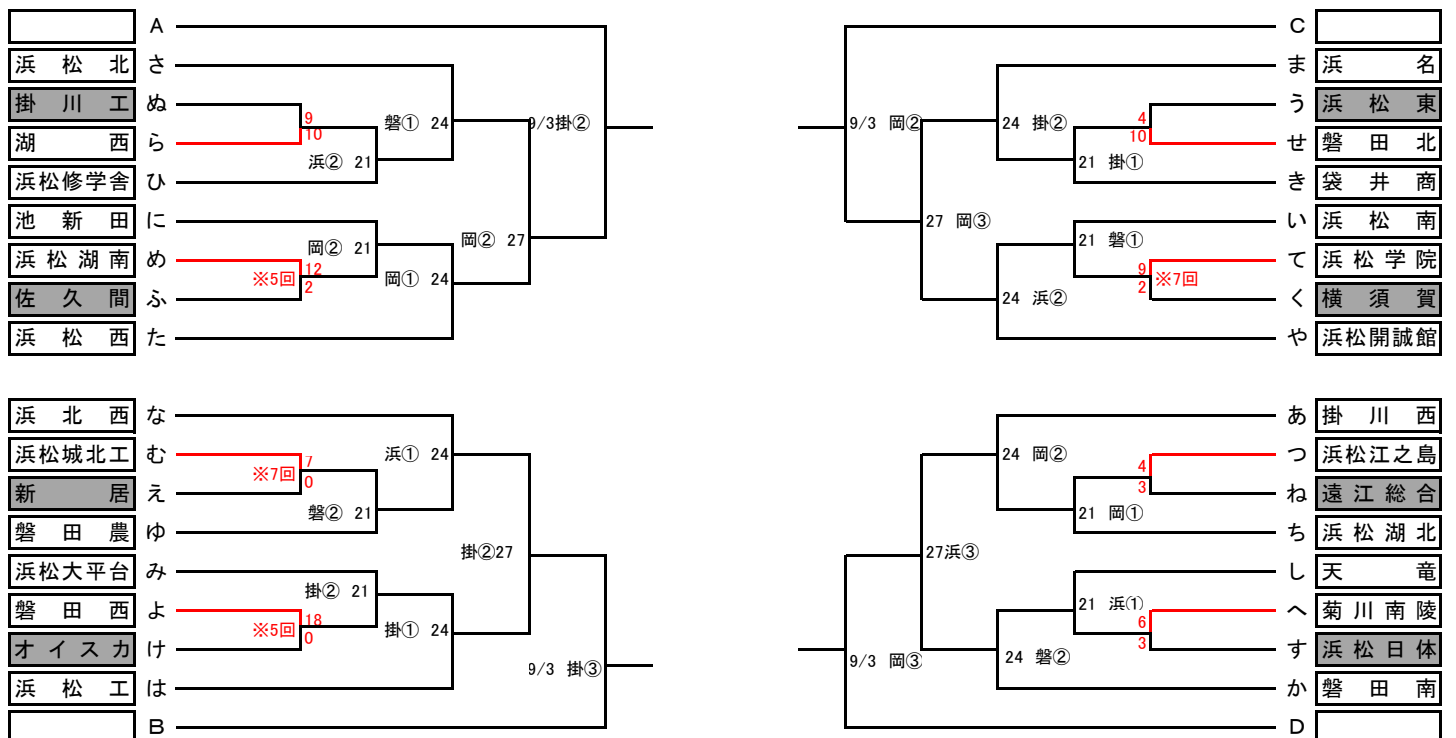 A
浜松北 さ
掛川工 ぬ
9
10
磐① 24
9/3掛②
湖西 ら
浜② 21
浜松修学舎 ひ
池新田 に
岡② 21
岡② 27
浜松湖南 め
※5回
12
2
岡① 24
佐久間 ふ
浜松西 た
浜北西 な
浜松城北工 む
※7回
7
0
浜① 24
新居 え
磐② 21
磐田農 ゆ
掛②27
浜松大平台 み
掛② 21
磐田西 よ
※5回
18
0
掛① 24
オイスカ け
9/3 掛③
浜松工 は
B
C
ま 浜名
う 浜松東
9/3 岡②
24 掛②
4
10
せ 磐田北
21 掛①
き 袋井商
い 浜松南
27 岡③
21 磐①
て 浜松学院
9
2
※7回
24 浜②
く 横須賀
や 浜松開誠館
あ 掛川西
つ 浜松江之島
24 岡②
4
3
ね 遠江総合
21 岡①
ち 浜松湖北
27浜③
し 天竜
21 浜①
へ 菊川南陵
6
3
す 浜松日体
9/3 岡③
24 磐②
か 磐田南
D